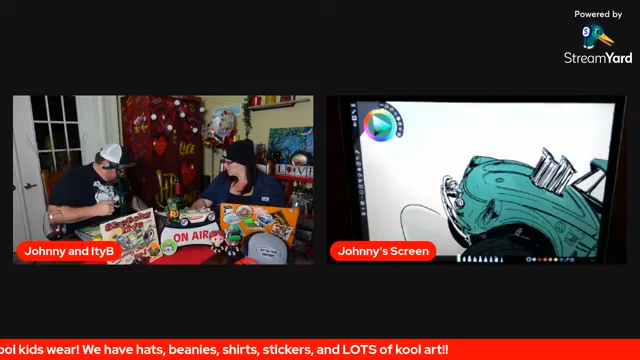 Powered by
StreamYard
LOVE
ON AIR
Johnny and ItyB
Johnny's Screen
ool kids wear! We have hats, beanies, shirts, stickers, and LOTS of kool art!!